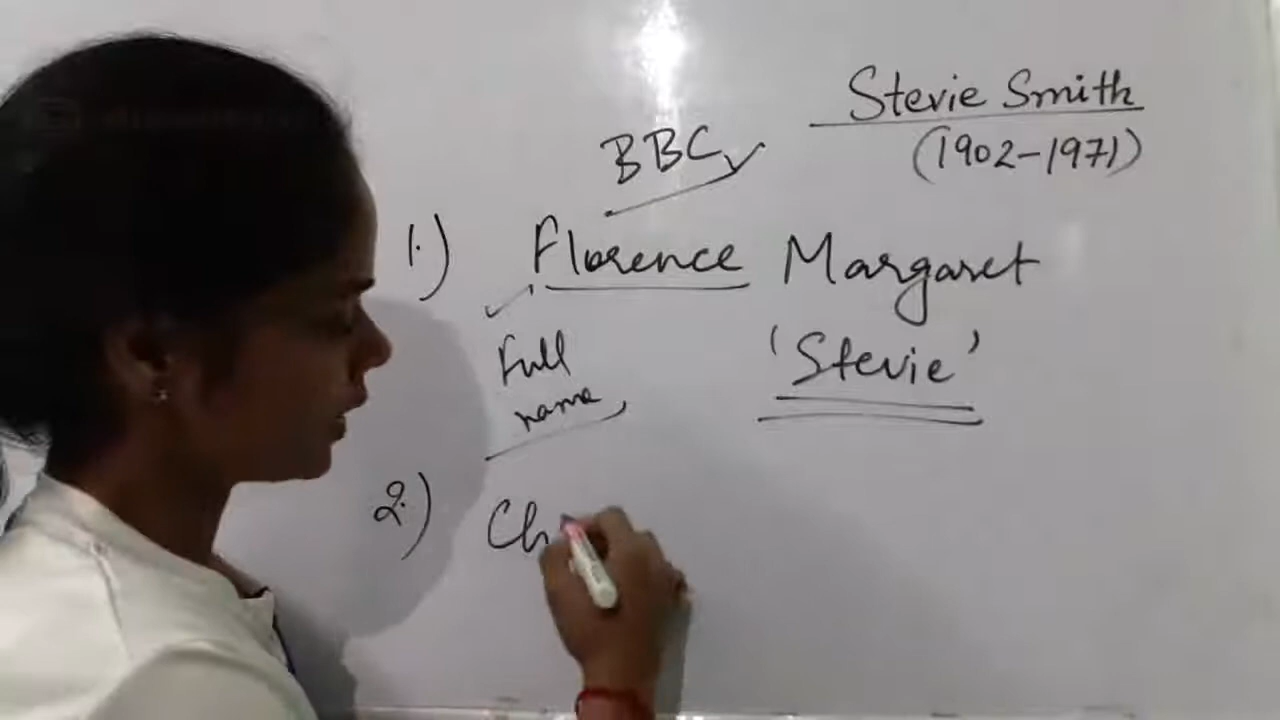 Stevie Smith
(1902-1971)
BBC
1.) Florence Margaret
Full
name
'Stevie'
2.) Ch